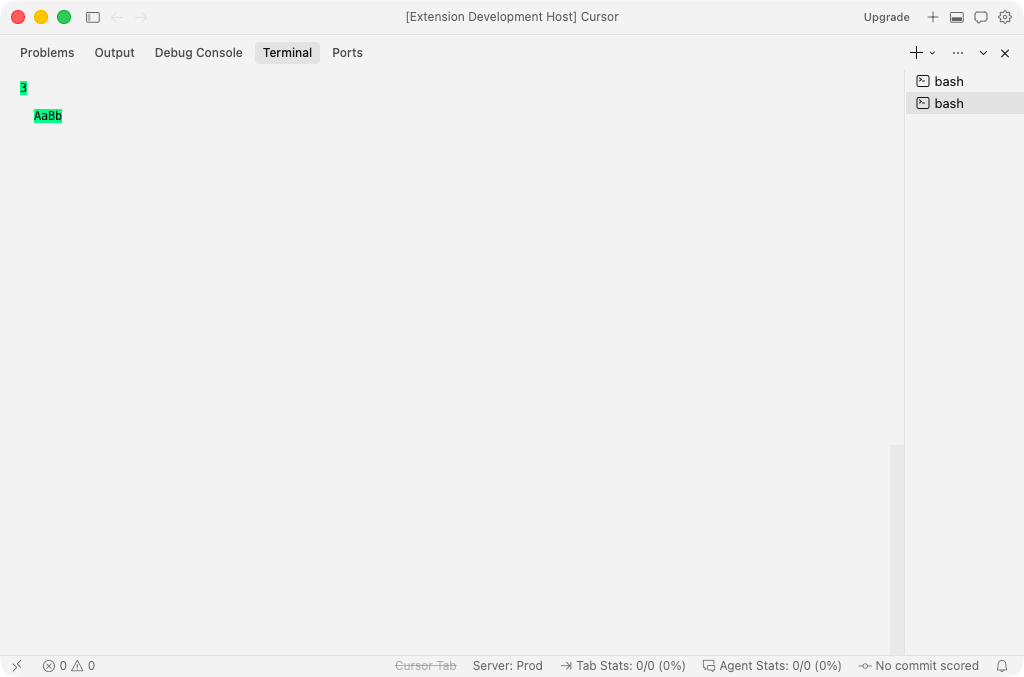 [Extension Development Host] Cursor
Upgrade
Problems Output Debug Console Terminal Ports
3
AaBb
bash
bash
0 0 Cursor Tab Server: Prod Tab Stats: 0/0 (0%) Agent Stats: 0/0 (0%) No commit scored